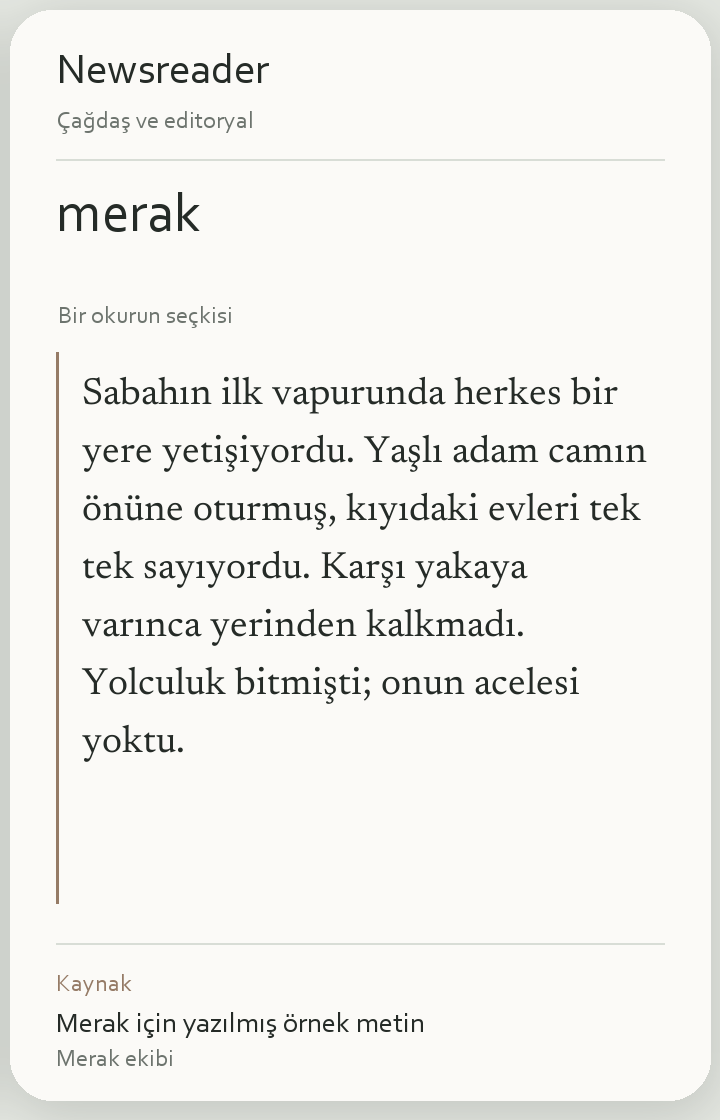 Newsreader
Çağdaş ve editoryal
merak
Bir okurun seçkisi
Sabahın ilk vapurunda herkes bir
yere yetişiyordu. Yaşlı adam camın
önüne oturmuş, kıyıdaki evleri tek
tek sayıyordu. Karşı yakaya
varınca yerinden kalkmadı.
Yolculuk bitmişti; onun acelesi
yoktu.
Kaynak
Merak için yazılmış örnek metin
Merak ekibi